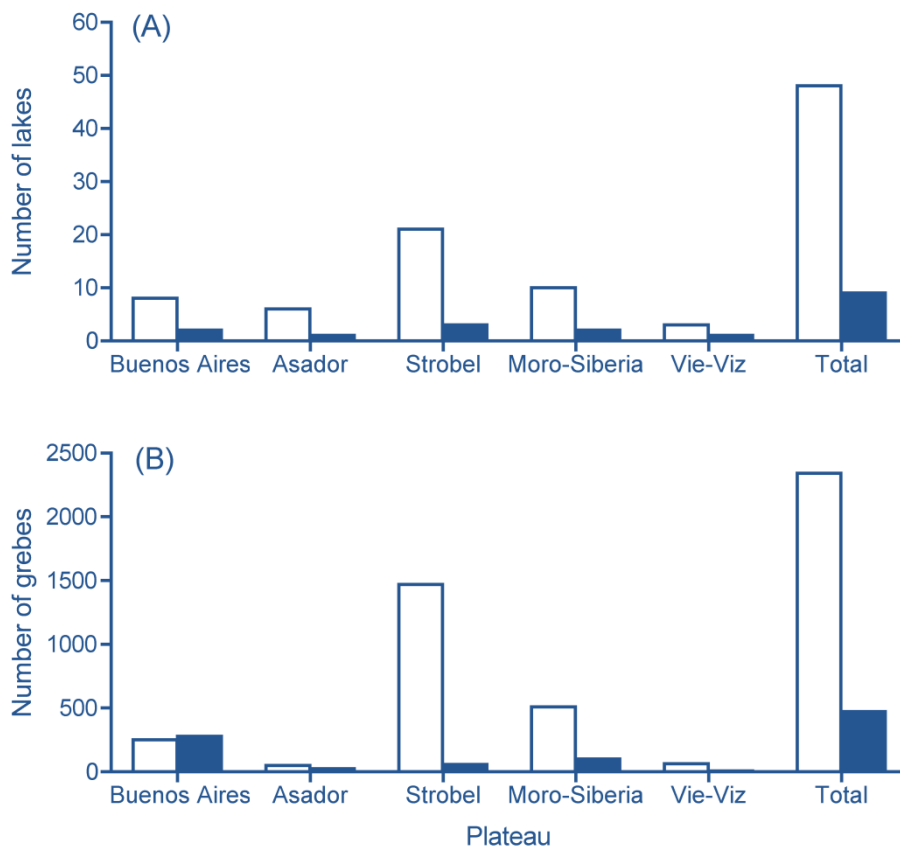 (A)
Number of lakes
60
50
40
30
20
10
0
Buenos Aires Asador Strobel Moro-Siberia Vie-Viz Total
(B)
Number of grebes
2500
2000
1500
1000
500
0
Buenos Aires Asador Strobel Moro-Siberia Vie-Viz Total
Plateau